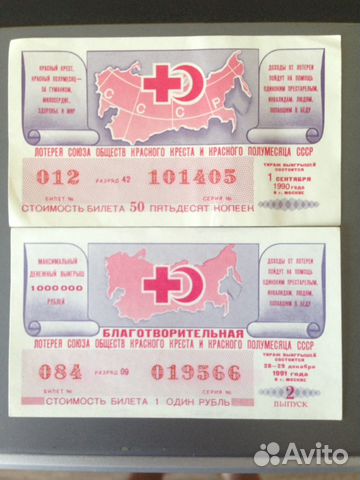 КРАСНЫЙ КРЕСТ,
КРАСНЫЙ ПОЛУМЕСЯЦ—
ЗА ГУМАНИЗМ,
МИЛОСЕРДИЕ,
ЗДОРОВЬЕ И МИР
СССР
ДОХОДЫ ОТ ЛОТЕРЕИ
ПОЙДУТ НА ПОМОЩЬ
ОДИНОКИМ ПРЕСТАРЕЛЫМ,
ИНВАЛИДАМ, ЛЮДЯМ,
ПОПАВШИМ В БЕДУ
ЛОТЕРЕЯ СОЮЗА ОБЩЕСТВ КРАСНОГО КРЕСТА И КРАСНОГО ПОЛУМЕСЯЦА СССР
012 РАЗРЯД 42 101405
БИЛЕТ № СЕРИЯ №
ТИРАЖ ВЫИГРЫШЕЙ
СОСТОИТСЯ
1 СЕНТЯБРЯ
1990 ГОДА
В г. МОСКВЕ
СТОИМОСТЬ БИЛЕТА 50 ПЯТЬДЕСЯТ КОПЕЕК
МАКСИМАЛЬНЫЙ
ДЕНЕЖНЫЙ ВЫИГРЫШ
1000000
РУБЛЕЙ
ДОХОДЫ ОТ ЛОТЕРЕИ
ПОЙДУТ НА ПОМОЩЬ
ОДИНОКИМ ПРЕСТАРЕЛЫМ,
ИНВАЛИДАМ, ЛЮДЯМ,
ПОПАВШИМ В БЕДУ
БЛАГОТВОРИТЕЛЬНАЯ
ЛОТЕРЕЯ СОЮЗА ОБЩЕСТВ КРАСНОГО КРЕСТА И КРАСНОГО ПОЛУМЕСЯЦА СССР
084 РАЗРЯД 09 019566
БИЛЕТ № СЕРИЯ №
ТИРАЖ ВЫИГРЫШЕЙ
СОСТОИТСЯ
28-29 декабря
1991 года
В г. МОСКВЕ
СТОИМОСТЬ БИЛЕТА 1 ОДИН РУБЛЬ
2
ВЫПУСК
Avito